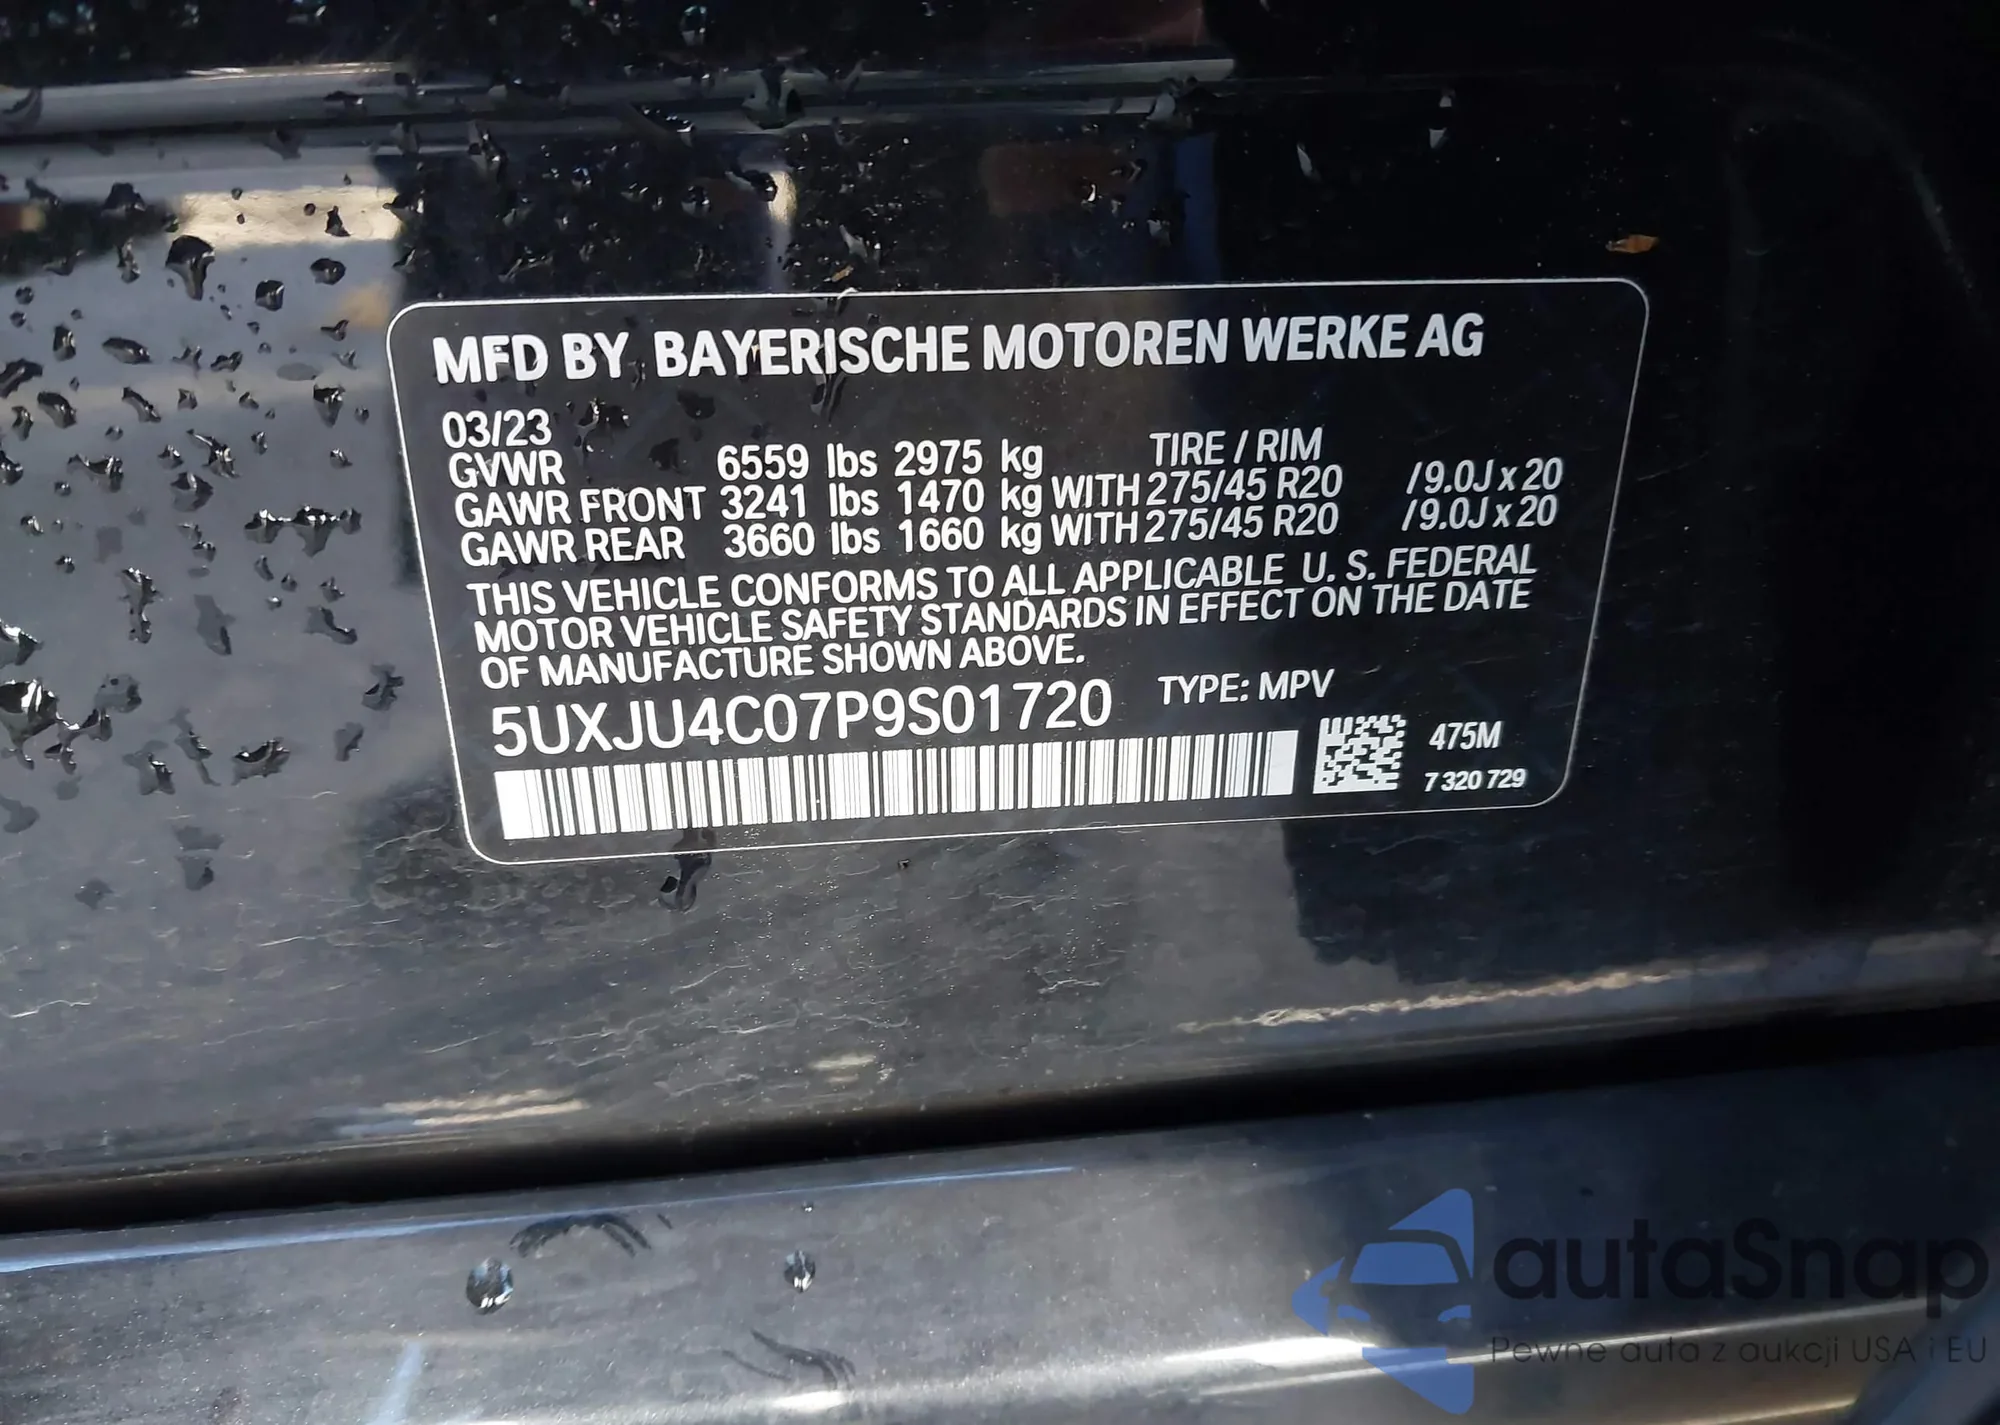 MFD BY BAYERISCHE MOTOREN WERKE AG
03/23
TIRE / RIM
GVWR 6559 lbs 2975 kg
GAWR FRONT 3241 lbs 1470 kg WITH 275/45 R20 /9.0J x 20
GAWR REAR 3660 lbs 1660 kg WITH 275/45 R20 /9.0J x 20
THIS VEHICLE CONFORMS TO ALL APPLICABLE U. S. FEDERAL
MOTOR VEHICLE SAFETY STANDARDS IN EFFECT ON THE DATE
OF MANUFACTURE SHOWN ABOVE.
5UXJU4C07P9S01720 TYPE: MPV
475M
7 320 729
autaSnap
Pewne auta z aukcji USA i EU